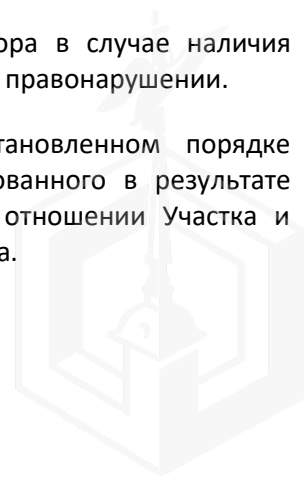 ора в случае наличия
правонарушении.
тановленном порядке
ованного в результате
отношении Участка и
а.